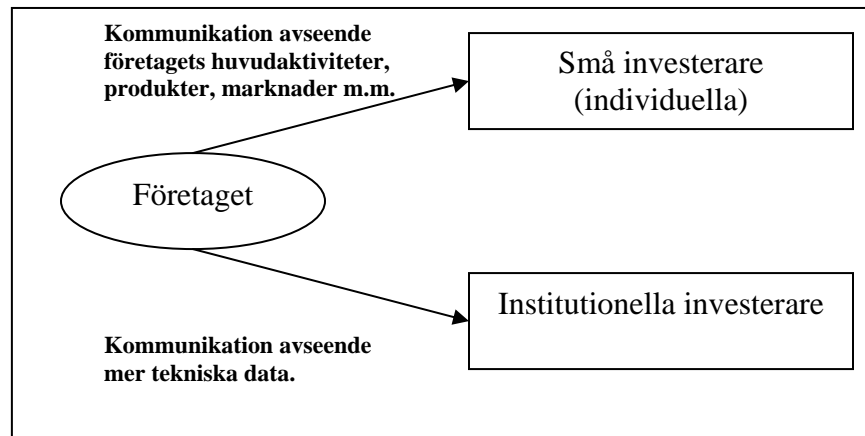 Kommunikation avseende
företagets huvudaktiviteter,
produkter, marknader m.m.
Små investerare
(individuella)
Företaget
Institutionella investerare
Kommunikation avseende
mer tekniska data.